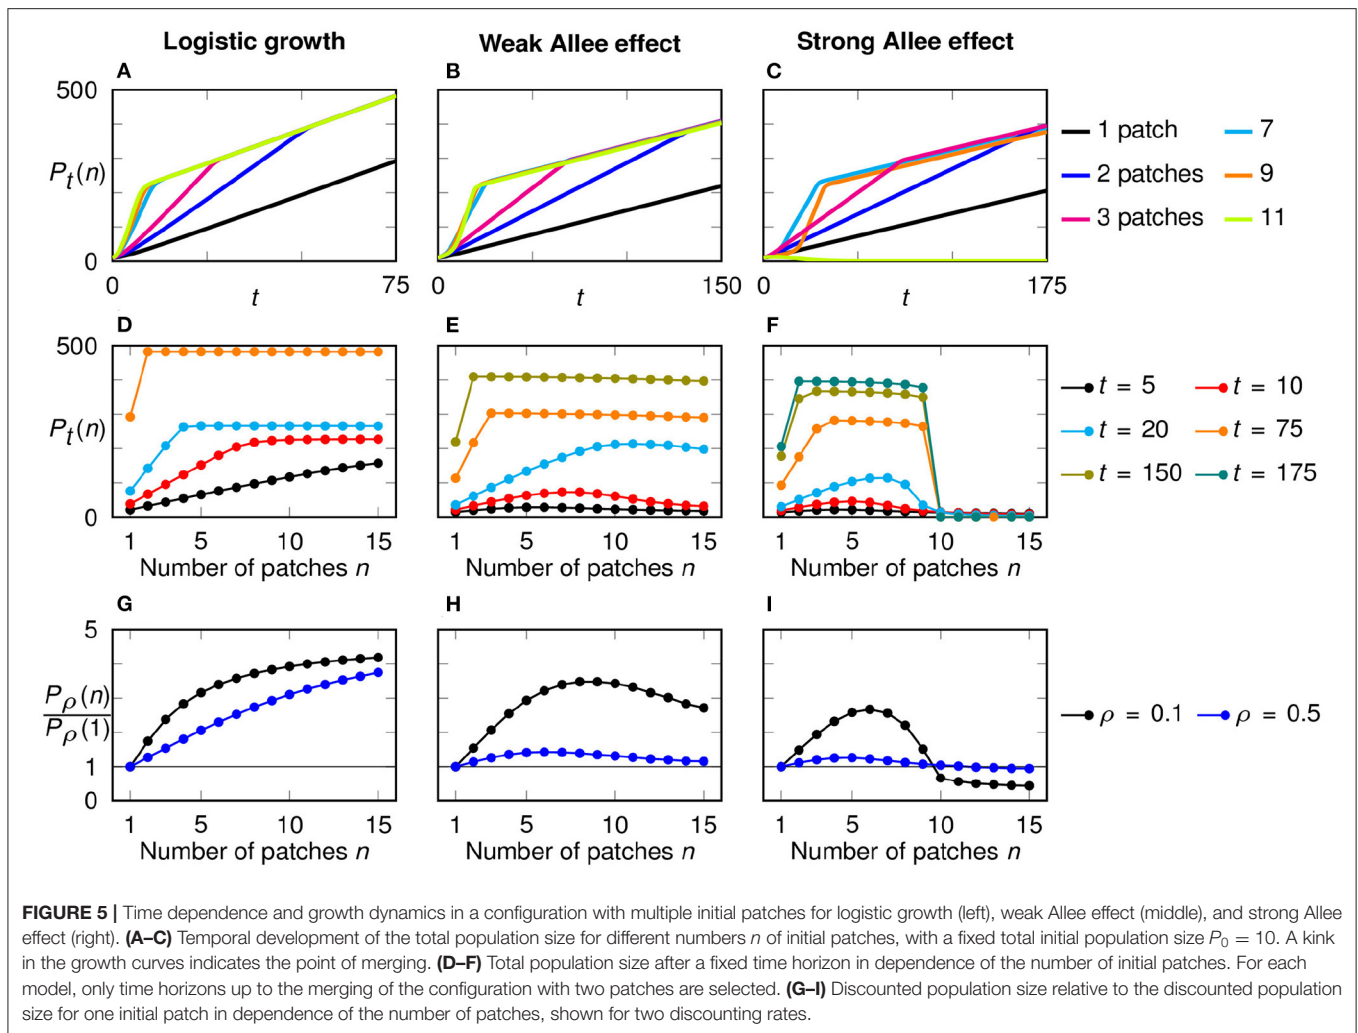 Logistic growth
Weak Allee effect
Strong Allee effect
A
B
C
500
P_t(n)
0
0
t
75
0
t
150
0
t
175
1 patch
7
2 patches
9
3 patches
11
D
E
F
500
P_t(n)
0
1 5 10 15
1 5 10 15
1 5 10 15
Number of patches n
Number of patches n
Number of patches n
t = 5
t = 10
t = 20
t = 75
t = 150
t = 175
G
H
I
5
P_ρ(n)
P_ρ(1)
1
0
1 5 10 15
1 5 10 15
1 5 10 15
Number of patches n
Number of patches n
Number of patches n
ρ = 0.1
ρ = 0.5
FIGURE 5 | Time dependence and growth dynamics in a configuration with multiple initial patches for logistic growth (left), weak Allee effect (middle), and strong Allee
effect (right). (A–C) Temporal development of the total population size for different numbers n of initial patches, with a fixed total initial population size P₀ = 10. A kink
in the growth curves indicates the point of merging. (D–F) Total population size after a fixed time horizon in dependence of the number of initial patches. For each
model, only time horizons up to the merging of the configuration with two patches are selected. (G–I) Discounted population size relative to the discounted population
size for one initial patch in dependence of the number of patches, shown for two discounting rates.